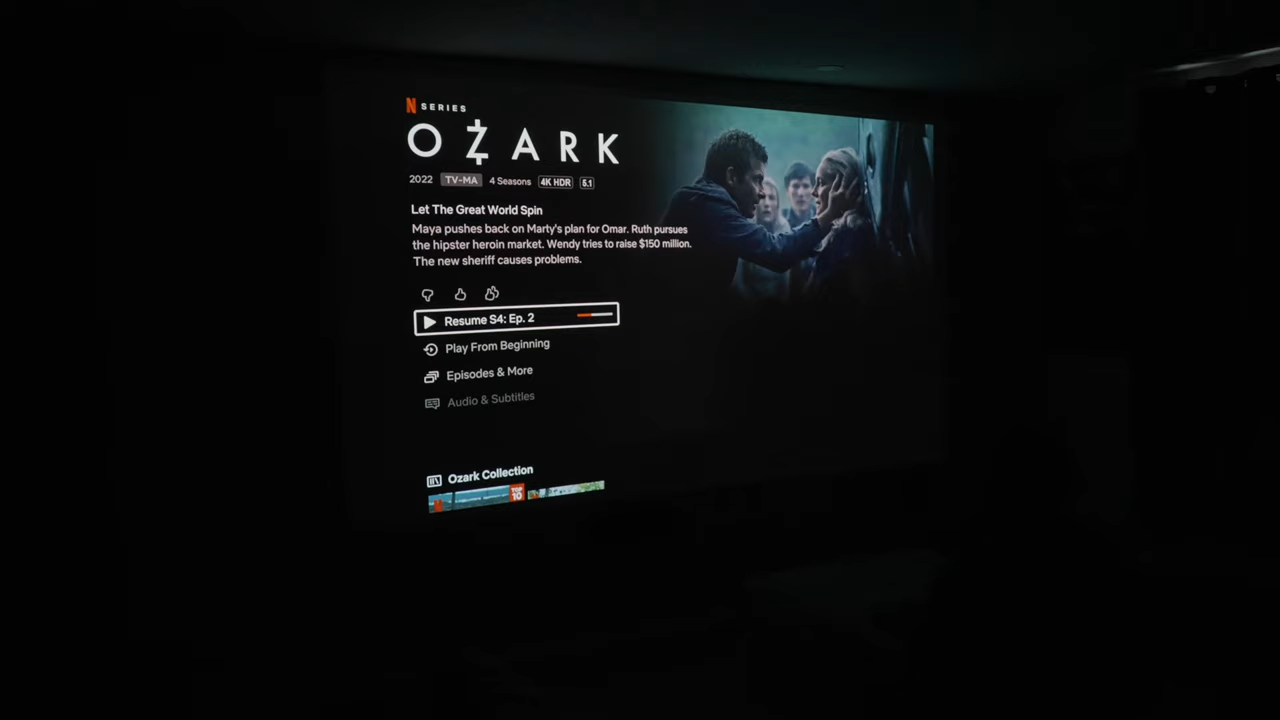 N SERIES
OZARK
2022 TV-MA 4 Seasons 4K HDR 5.1
Let The Great World Spin
Maya pushes back on Marty's plan for Omar. Ruth pursues
the hipster heroin market. Wendy tries to raise $150 million.
The new sheriff causes problems.
Resume S4: Ep. 2
Play From Beginning
Episodes & More
Audio & Subtitles
Ozark Collection
N TOP
10